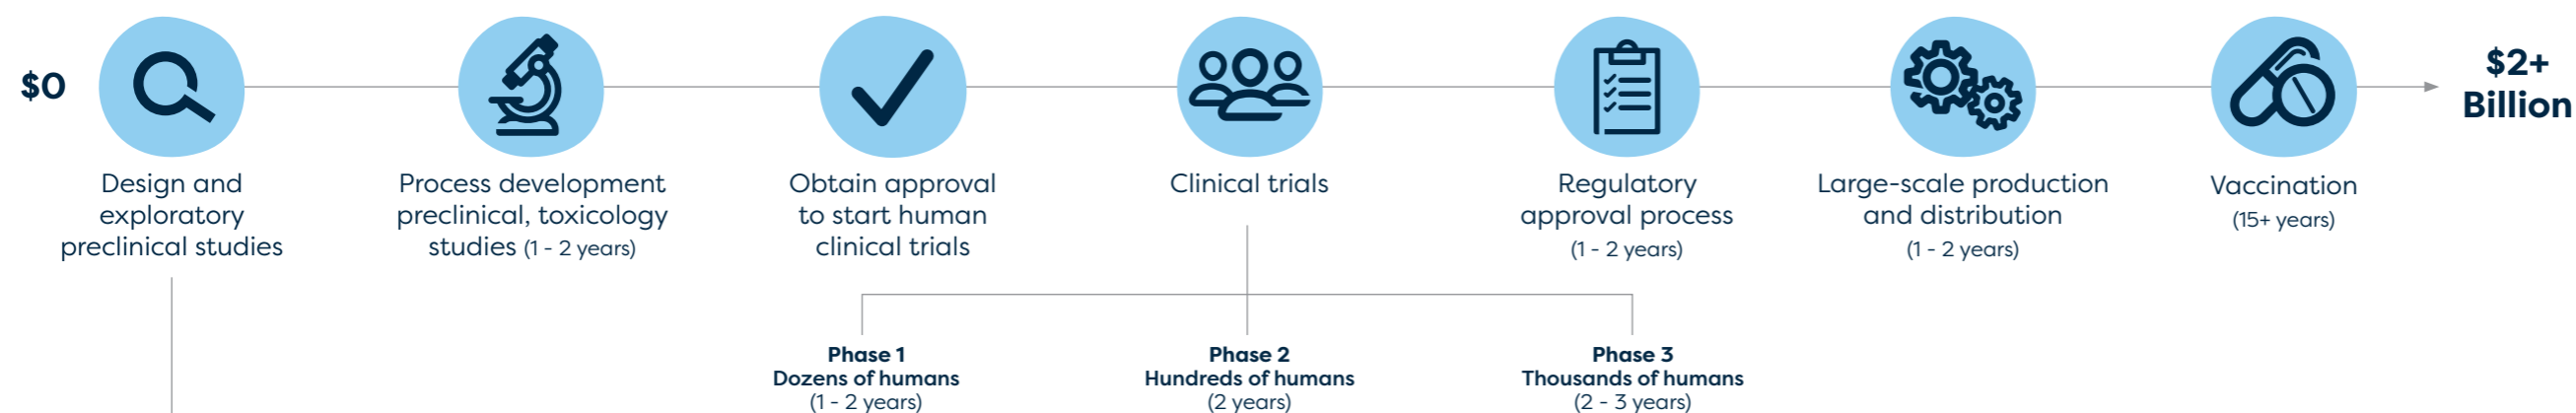 $0
$2+
Billion
Design and
exploratory
preclinical studies
Process development
preclinical, toxicology
studies (1 - 2 years)
Obtain approval
to start human
clinical trials
Clinical trials
Regulatory
approval process
(1 - 2 years)
Large-scale production
and distribution
(1 - 2 years)
Vaccination
(15+ years)
Phase 1
Dozens of humans
(1 - 2 years)
Phase 2
Hundreds of humans
(2 years)
Phase 3
Thousands of humans
(2 - 3 years)